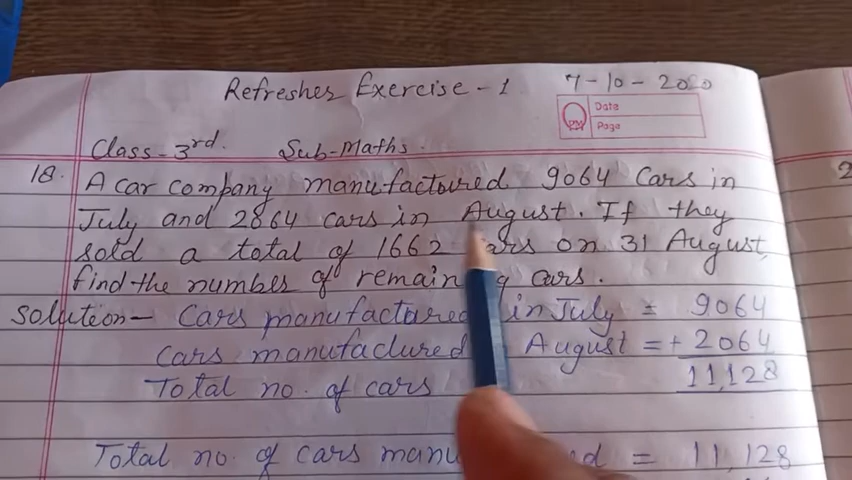 Refresher Exercise - 1
7-10-2020
PM
Date
Page
Class - 3rd. Sub - Maths.
18. A car company manufactured 9064 Cars in
July and 2864 cars in August. If they
sold a total of 1662 cars on 31 August,
find the number of remaining cars.
Solution - Cars manufactured in July = 9064
cars manufactured August = + 2064
Total no. of cars 11,128
Total no. of cars = 11,128
2